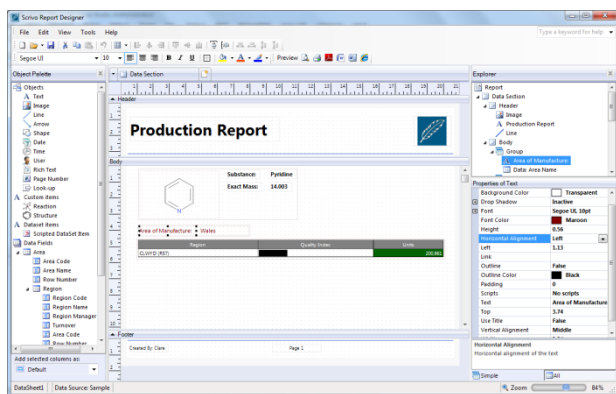 Scrivo Report Designer
File Edit View Tools Help
Type a keyword for help
Segoe UI 10 pt B I U A Preview
Object Palette
Objects
A Text
Image
Line
Arrow
Shape
Date
Time
User
Rich Text
Page Number
Look-up
Custom items
Reaction
Structure
Dataset items
Scripted DataSet Item
Data Fields
Area
Area Code
Area Name
Row Number
Region
Region Code
Region Name
Region Manager
Turnover
Area Code
Row Number
Add selected columns as:
Default
Data Section
Header
Production Report
Body
Substance: Pyridine
Exact Mass: 14.003
N
Area of Manufacture: Wales
Region Quality Index Units
CLWYD (R57)
Footer
Created By: Clare Page 1
Explorer
Report
Data Section
Header
Image
A Production Report
Line
Body
Group
A Area of Manufacture:
Data: Area Name
Properties of Text
Background Color Transparent
Drop Shadow Inactive
Font Segoe UI, 10pt
Font Color Maroon
Height 0.56
Horizontal Alignment Left
Left 1.13
Link
Outline False
Outline Color Black
Padding 0
Scripts No scripts
Text Area of Manufacture
Top 3.74
Use Title False
Vertical Alignment Middle
Horizontal Alignment
Horizontal alignment of the text
Simple All
DataSheet1 Data Source: Sample
Zoom 84%